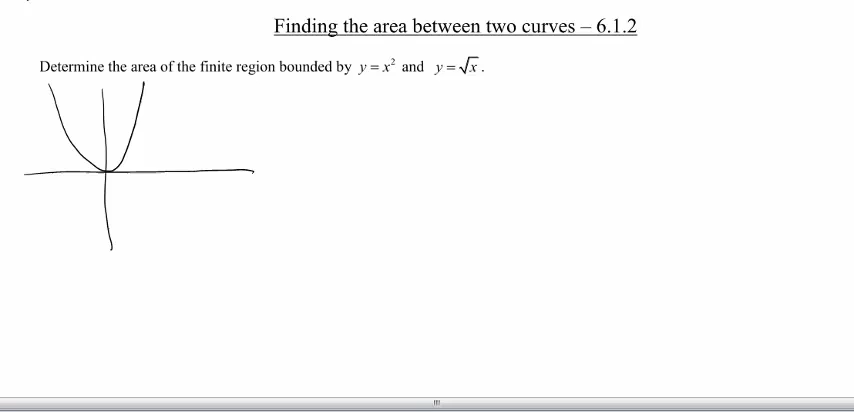 Finding the area between two curves – 6.1.2
Determine the area of the finite region bounded by y = x² and y = √x .